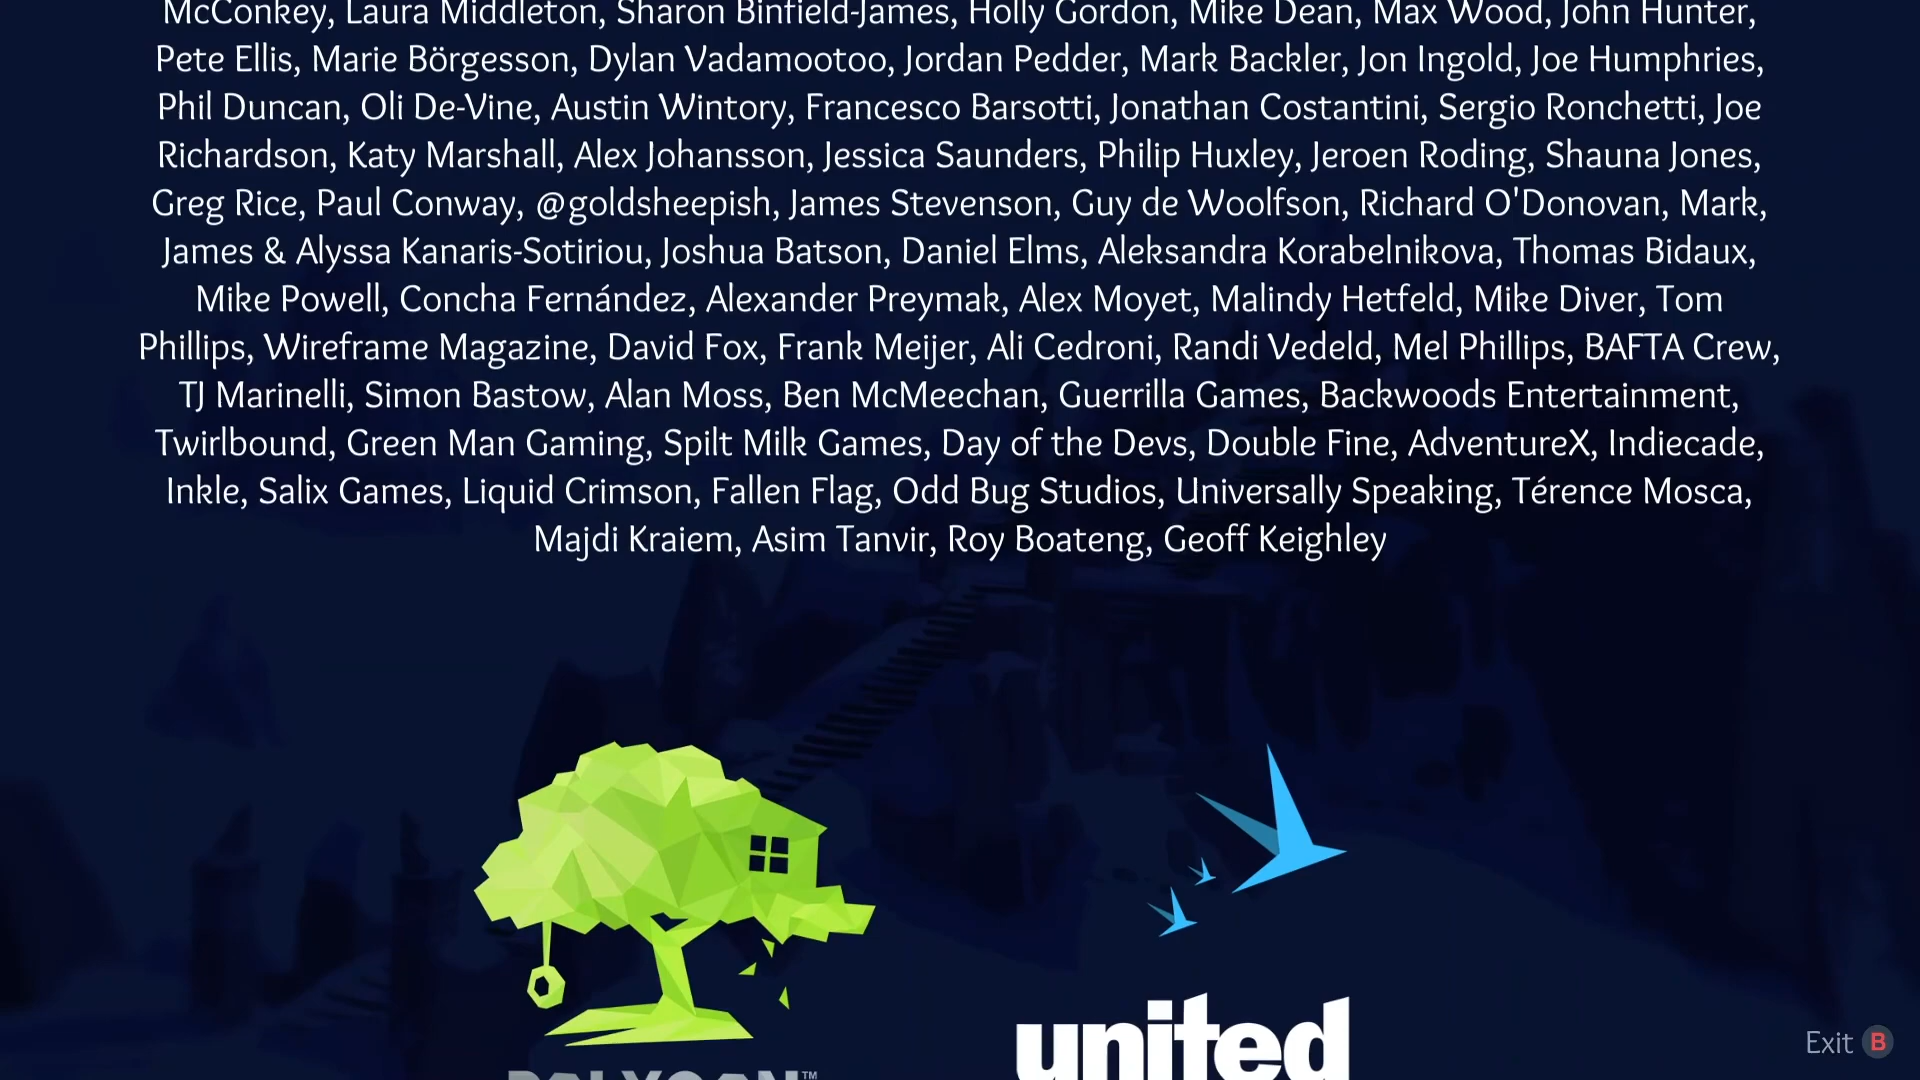 McConkey, Laura Middleton, Sharon Binfield-James, Holly Gordon, Mike Dean, Max Wood, John Hunter,
Pete Ellis, Marie Börgesson, Dylan Vadamootoo, Jordan Pedder, Mark Backler, Jon Ingold, Joe Humphries,
Phil Duncan, Oli De-Vine, Austin Wintory, Francesco Barsotti, Jonathan Costantini, Sergio Ronchetti, Joe
Richardson, Katy Marshall, Alex Johansson, Jessica Saunders, Philip Huxley, Jeroen Roding, Shauna Jones,
Greg Rice, Paul Conway, @goldsheepish, James Stevenson, Guy de Woolfson, Richard O'Donovan, Mark,
James & Alyssa Kanaris-Sotiriou, Joshua Batson, Daniel Elms, Aleksandra Korabelnikova, Thomas Bidaux,
Mike Powell, Concha Fernández, Alexander Preymak, Alex Moyet, Malindy Hetfeld, Mike Diver, Tom
Phillips, Wireframe Magazine, David Fox, Frank Meijer, Ali Cedroni, Randi Vedeld, Mel Phillips, BAFTA Crew,
TJ Marinelli, Simon Bastow, Alan Moss, Ben McMeechan, Guerrilla Games, Backwoods Entertainment,
Twirlbound, Green Man Gaming, Spilt Milk Games, Day of the Devs, Double Fine, AdventureX, Indiecade,
Inkle, Salix Games, Liquid Crimson, Fallen Flag, Odd Bug Studios, Universally Speaking, Térence Mosca,
Majdi Kraiem, Asim Tanvir, Roy Boateng, Geoff Keighley
POLYGON™
united
Exit B